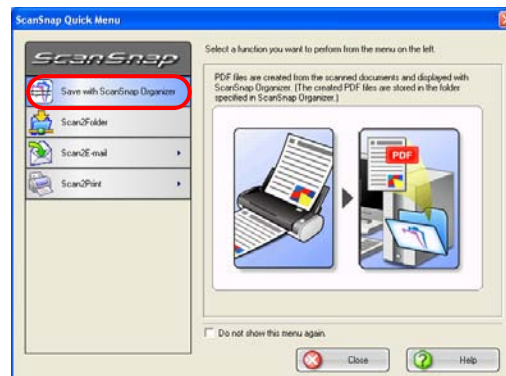 ScanSnap Quick Menu
ScanSnap
Save with ScanSnap Organizer
Scan2Folder
Scan2E-mail
Scan2Print
Select a function you want to perform from the menu on the left.
PDF files are created from the scanned documents and displayed with
ScanSnap Organizer. (The created PDF files are stored in the folder
specified in ScanSnap Organizer.)
PDF
Do not show this menu again.
Close
Help